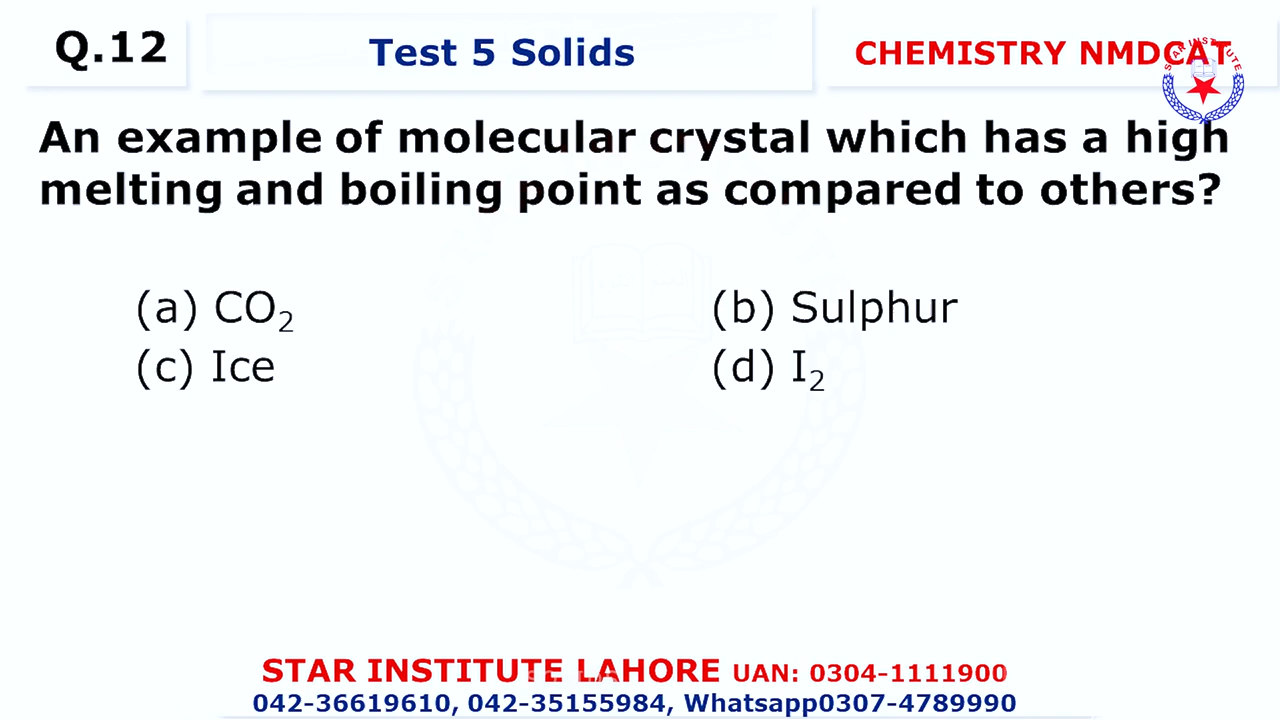 Q.12
Test 5 Solids
CHEMISTRY NMDCAT
STAR INSTITUTE
An example of molecular crystal which has a high
melting and boiling point as compared to others?
(a) CO₂
(b) Sulphur
(c) Ice
(d) I₂
STAR INSTITUTE LAHORE UAN: 0304-1111900
042-36619610, 042-35155984, Whatsapp0307-4789990